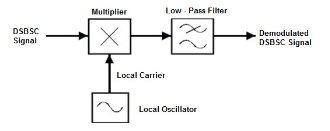 Multiplier
Low - Pass Filter
DSBSC
Signal
Demodulated
DSBSC Signal
Local Carrier
Local Oscillator